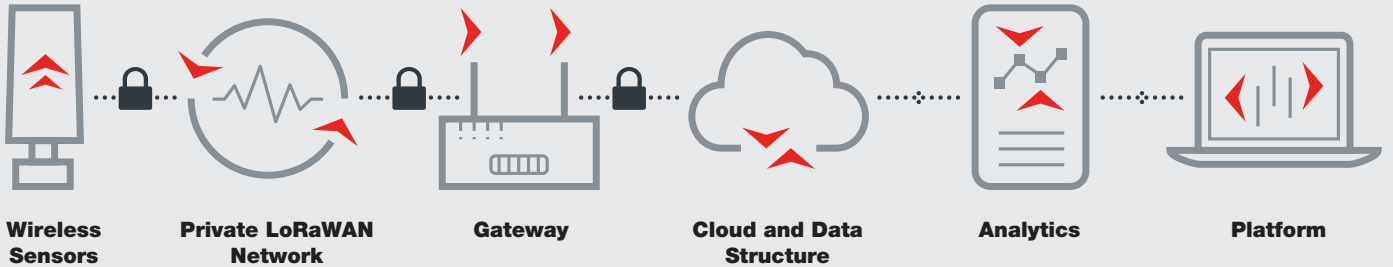 Wireless
Sensors
Private LoRaWAN
Network
Gateway
Cloud and Data
Structure
Analytics
Platform